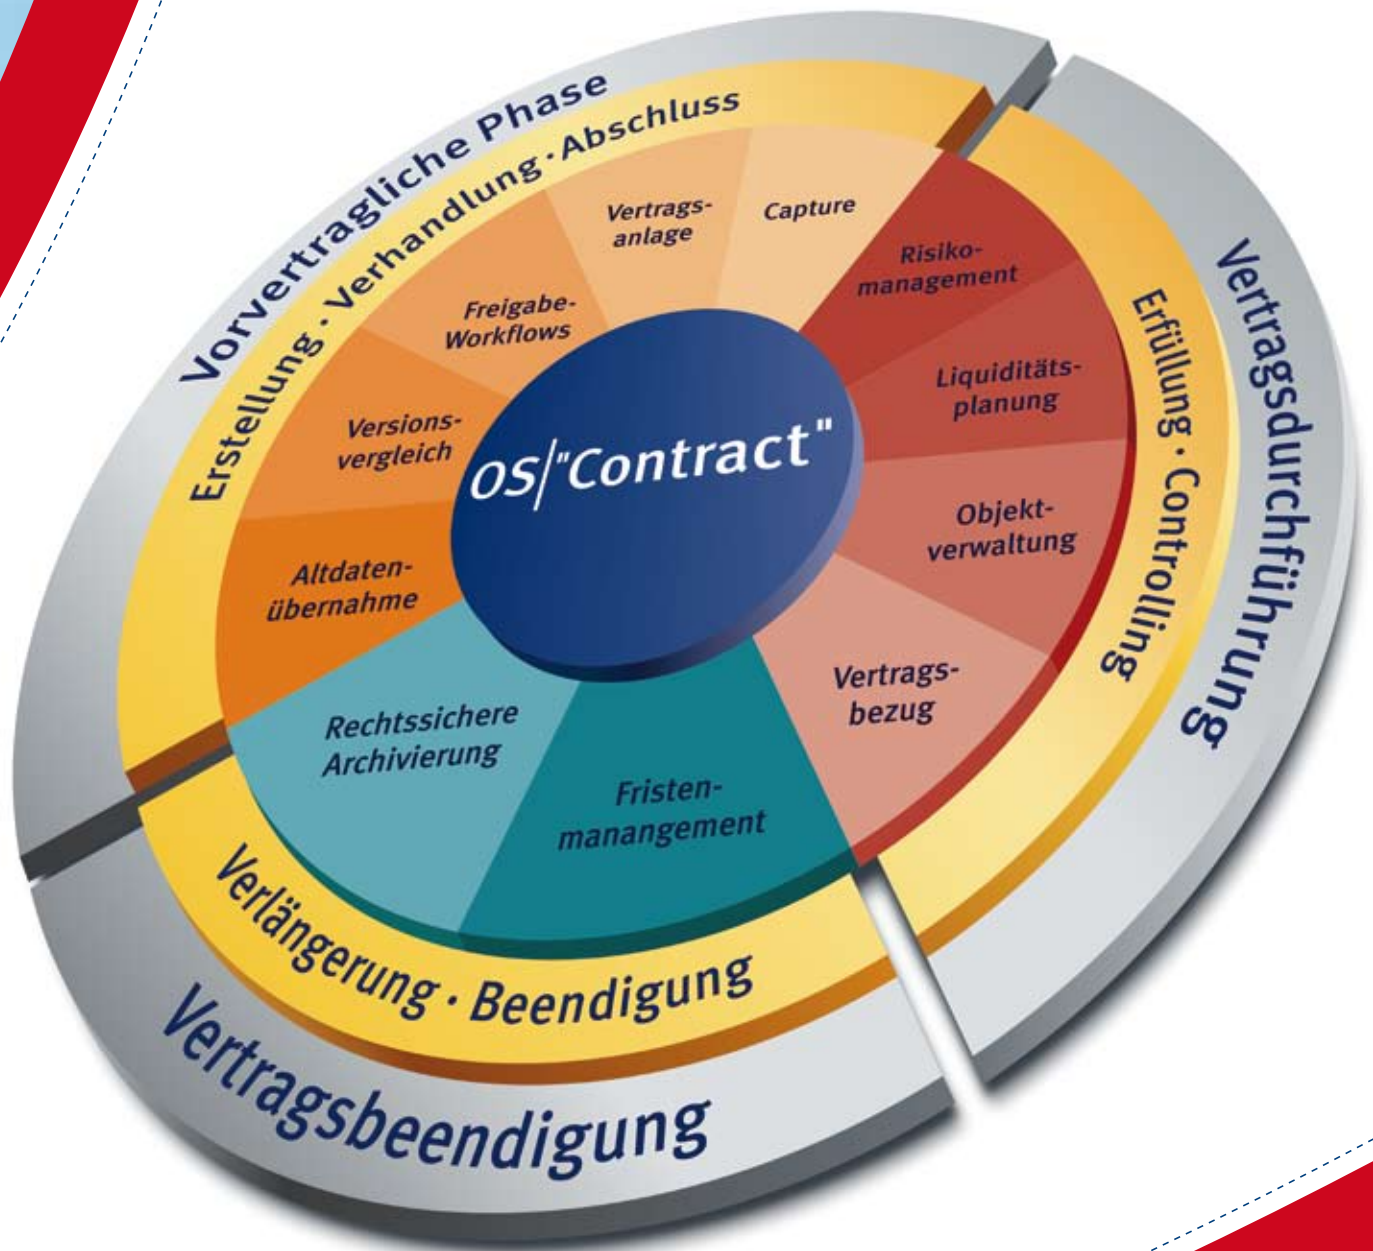 Vorvertragliche Phase
Erstellung · Verhandlung · Abschluss
Vertrags-
anlage
Capture
Freigabe-
Workflows
Versions-
vergleich
Altdaten-
übernahme
Risiko-
management
Liquiditäts-
planung
Objekt-
verwaltung
Vertrags-
bezug
Erfüllung · Controlling
Vertragsdurchführung
OS|"Contract"
Rechtssichere
Archivierung
Fristen-
manangement
Verlängerung · Beendigung
Vertragsbeendigung